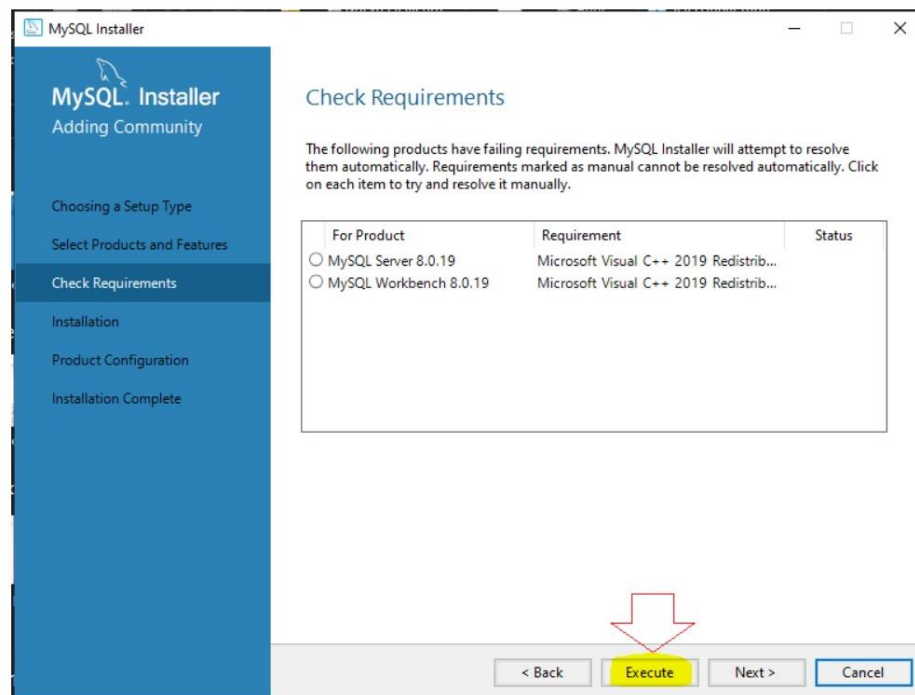 MySQL Installer
MySQL. Installer
Adding Community
Choosing a Setup Type
Select Products and Features
Check Requirements
Installation
Product Configuration
Installation Complete
Check Requirements
The following products have failing requirements. MySQL Installer will attempt to resolve
them automatically. Requirements marked as manual cannot be resolved automatically. Click
on each item to try and resolve it manually.
For Product Requirement Status
MySQL Server 8.0.19 Microsoft Visual C++ 2019 Redistrib...
MySQL Workbench 8.0.19 Microsoft Visual C++ 2019 Redistrib...
< Back Execute Next > Cancel